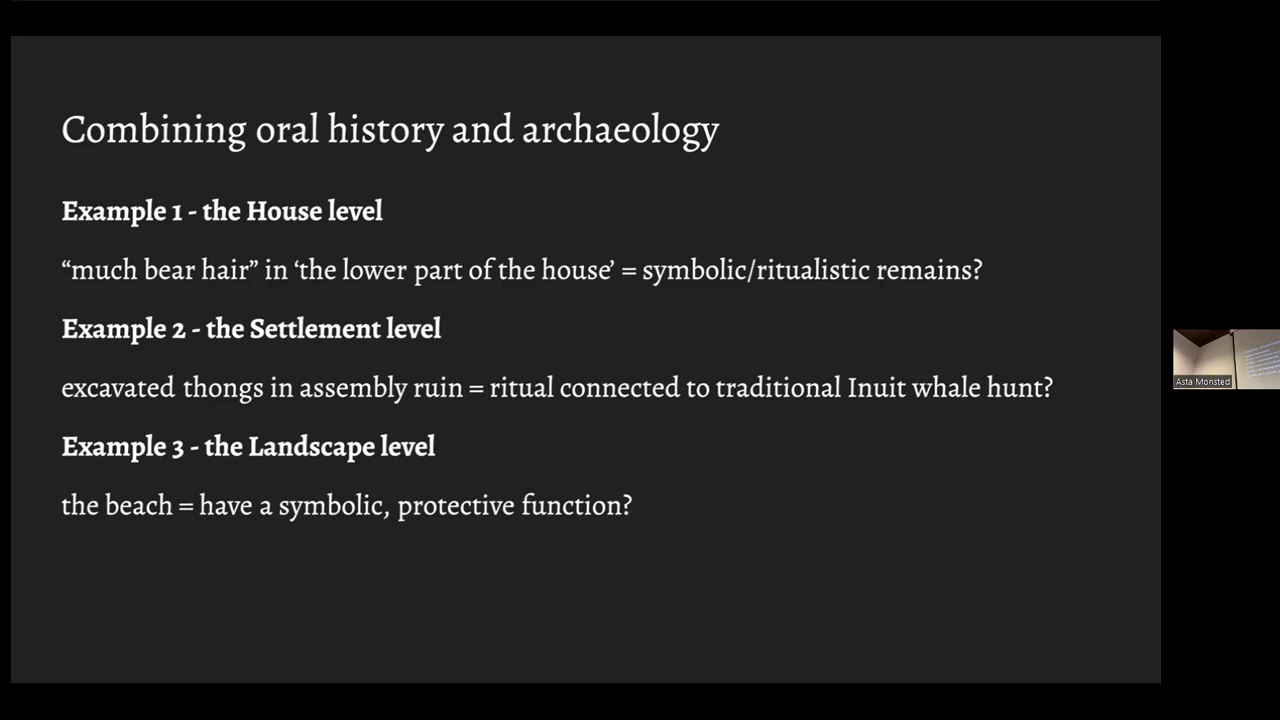 Combining oral history and archaeology
Example 1 - the House level
“much bear hair” in ‘the lower part of the house’ = symbolic/ritualistic remains?
Example 2 - the Settlement level
excavated thongs in assembly ruin = ritual connected to traditional Inuit whale hunt?
Example 3 - the Landscape level
the beach = have a symbolic, protective function?
Asta Monsted